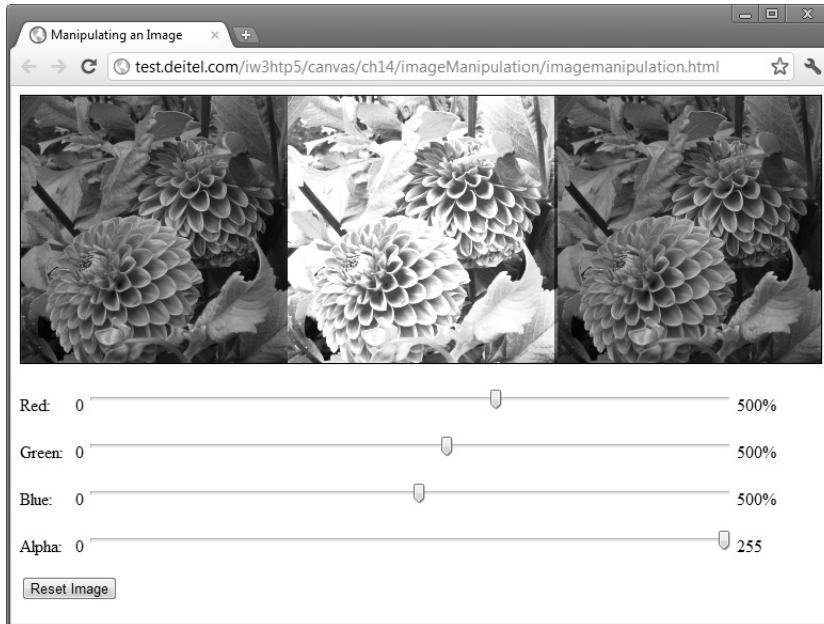 Manipulating an Image
test.deitel.com/iw3htp5/canvas/ch14/imageManipulation/imagemanipulation.html
Red: 0 500%
Green: 0 500%
Blue: 0 500%
Alpha: 0 255
Reset Image